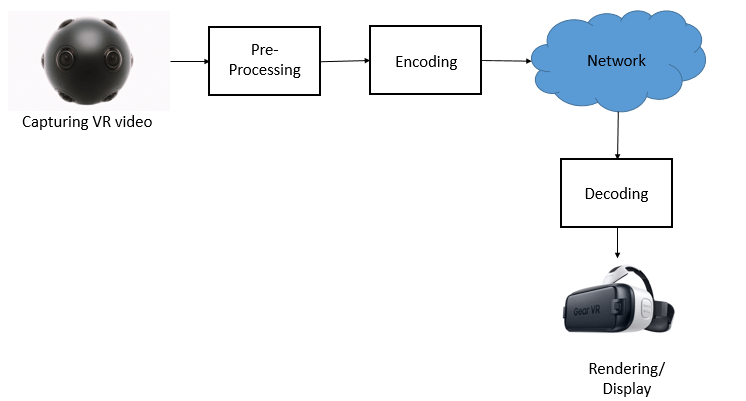 Capturing VR video
Pre-
Processing
Encoding
Network
Decoding
Gear VR
Rendering/
Display